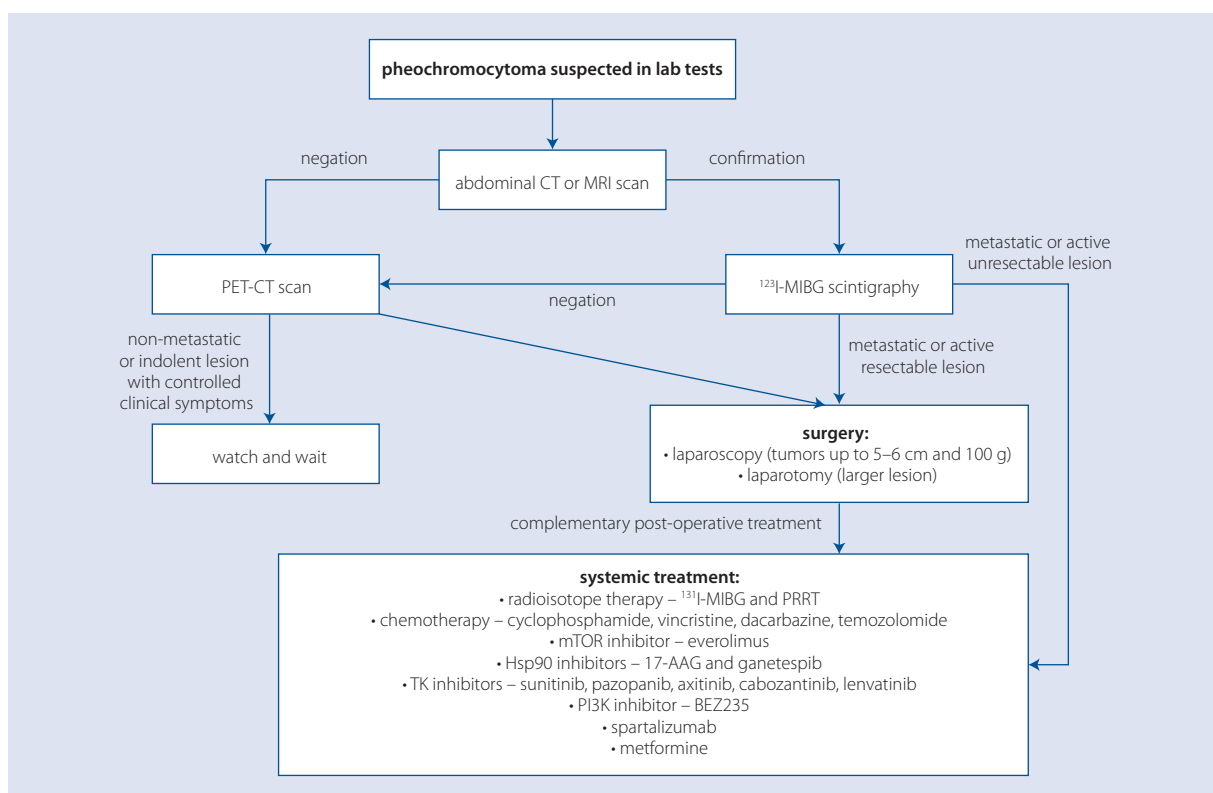 pheochromocytoma suspected in lab tests
negation
confirmation
abdominal CT or MRI scan
metastatic or active
unresectable lesion
PET-CT scan
¹²³I-MIBG scintigraphy
negation
non-metastatic
or indolent lesion
with controlled
clinical symptoms
metastatic or active
resectable lesion
watch and wait
surgery:
• laparoscopy (tumors up to 5–6 cm and 100 g)
• laparotomy (larger lesion)
complementary post-operative treatment
systemic treatment:
• radioisotope therapy – ¹³¹I-MIBG and PRRT
• chemotherapy – cyclophosphamide, vincristine, dacarbazine, temozolomide
• mTOR inhibitor – everolimus
• Hsp90 inhibitors – 17-AAG and ganetespib
• TK inhibitors – sunitinib, pazopanib, axitinib, cabozantinib, lenvatinib
• PI3K inhibitor – BEZ235
• spartalizumab
• metformine